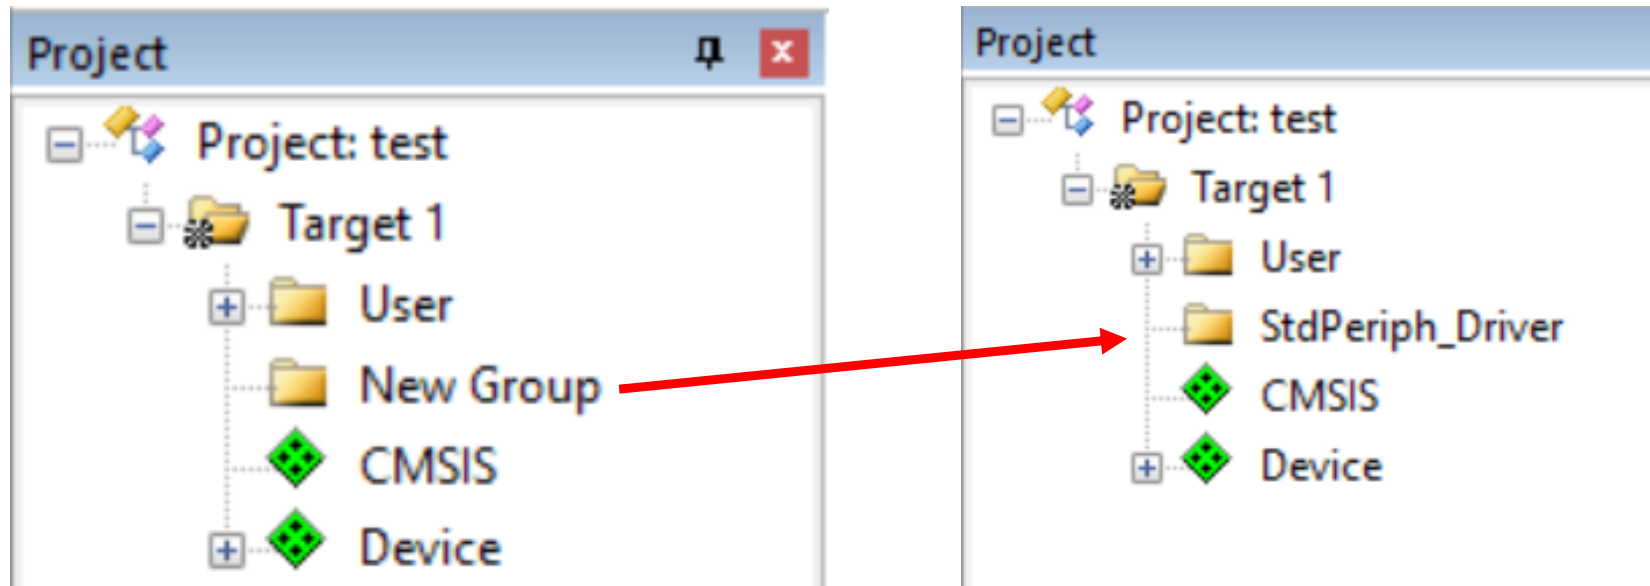 Project
Project: test
Target 1
User
New Group
CMSIS
Device
Project
Project: test
Target 1
User
StdPeriph_Driver
CMSIS
Device